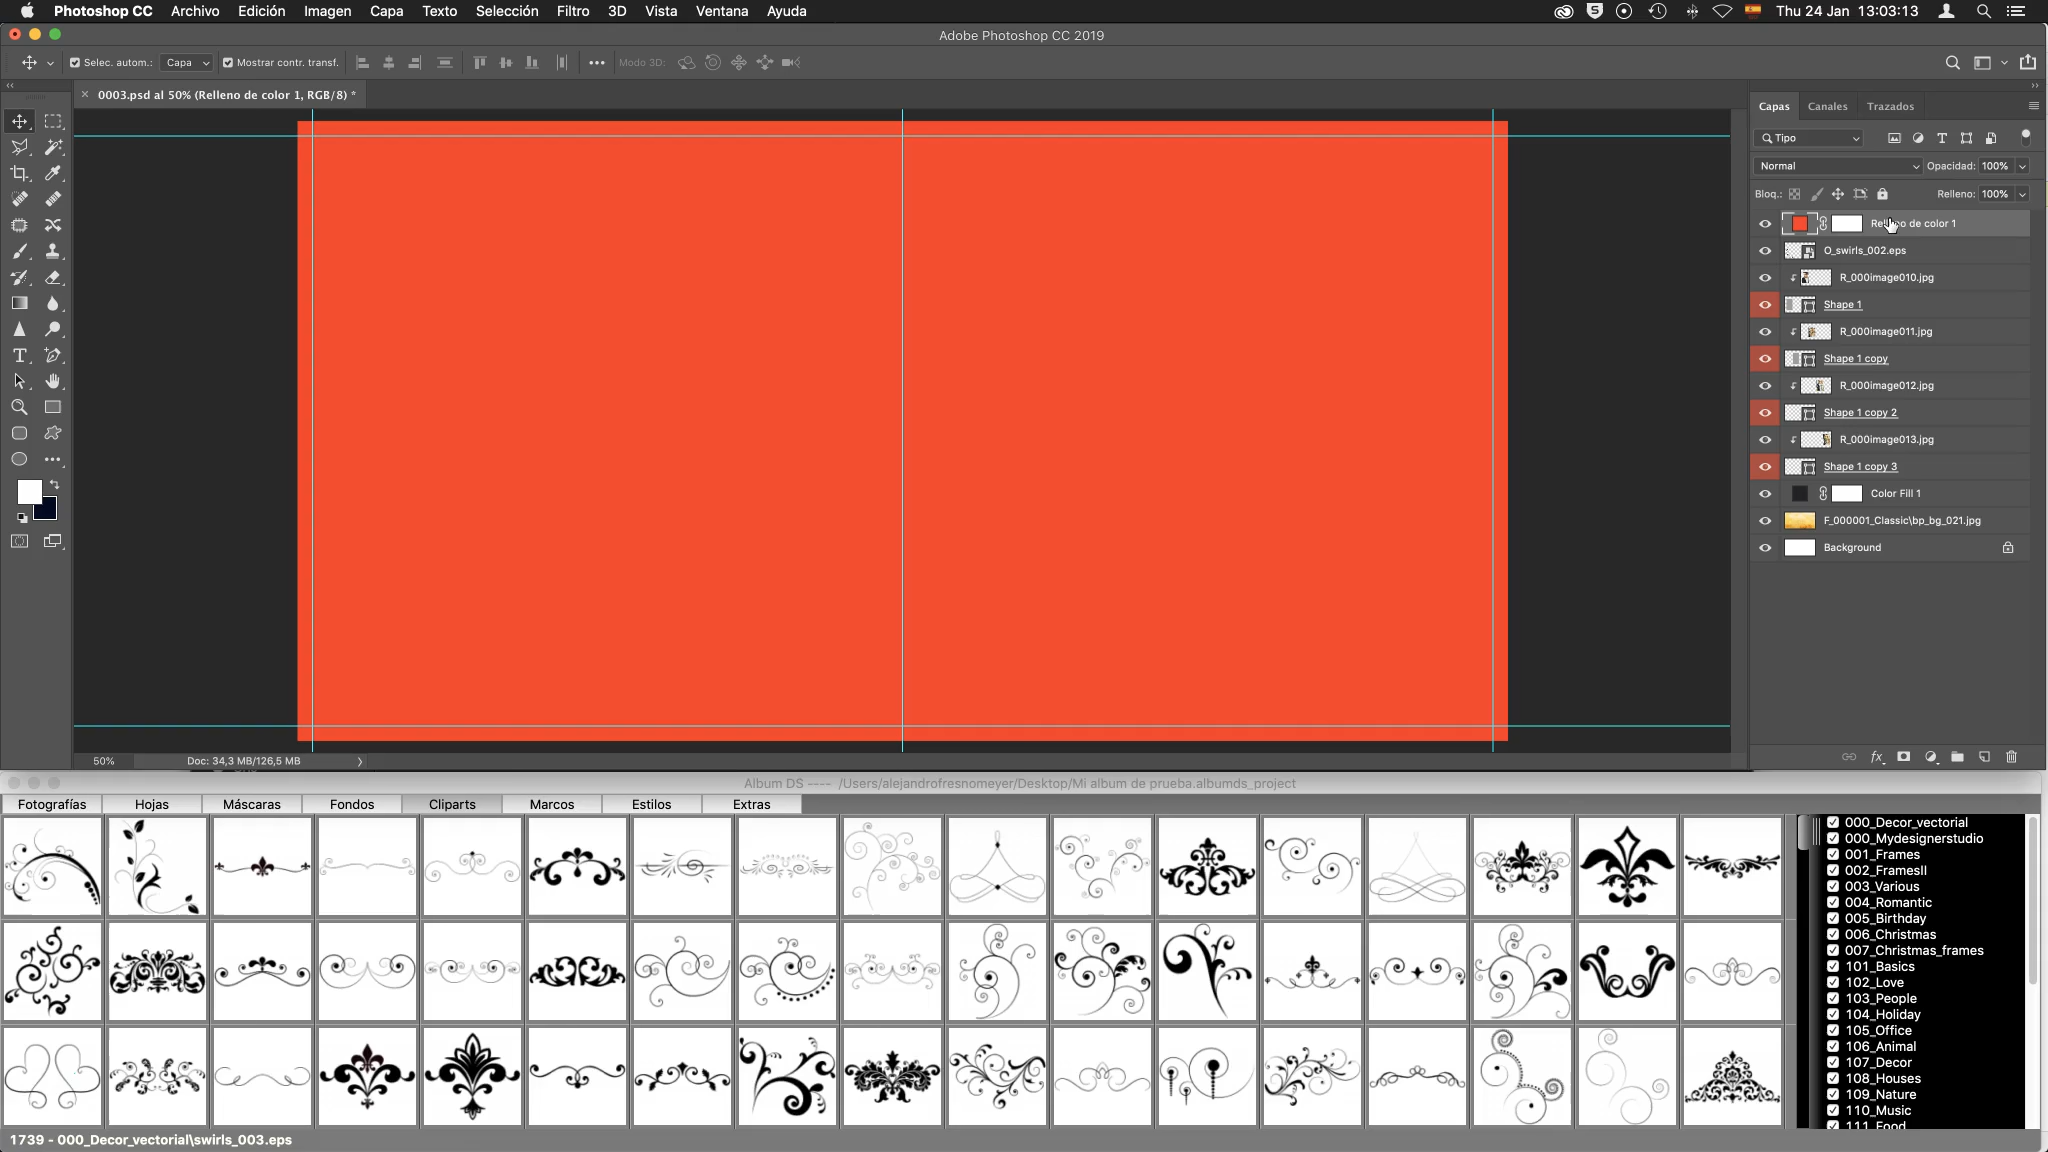 Photoshop CC Archivo Edición Imagen Capa Texto Selección Filtro 3D Vista Ventana Ayuda Thu 24 Jan 13:03:13
Adobe Photoshop CC 2019
Selec. autom.: Capa Mostrar contr. transf. Modo 3D:
0003.psd al 50% (Relleno de color 1, RGB/8) *
Capas Canales Trazados
Tipo
Normal Opacidad: 100%
Bloq.: Relleno: 100%
Relleno de color 1
O_swirls_002.eps
R_000image010.jpg
Shape 1
R_000image011.jpg
Shape 1 copy
R_000image012.jpg
Shape 1 copy 2
R_000image013.jpg
Shape 1 copy 3
Color Fill 1
F_000001_Classic\bp_bg_021.jpg
Background
50% Doc: 34,3 MB/126,5 MB
Album DS ---- /Users/alejandrofresnomeyer/Desktop/Mi album de prueba.albumds_project
Fotografías Hojas Máscaras Fondos Cliparts Marcos Estilos Extras
000_Decor_vectorial
000_Mydesignerstudio
001_Frames
002_FramesII
003_Various
004_Romantic
005_Birthday
006_Christmas
007_Christmas_frames
101_Basics
102_Love
103_People
104_Holiday
105_Office
106_Animal
107_Decor
108_Houses
109_Nature
110_Music
111_Food
1739 - 000_Decor_vectorial\swirls_003.eps